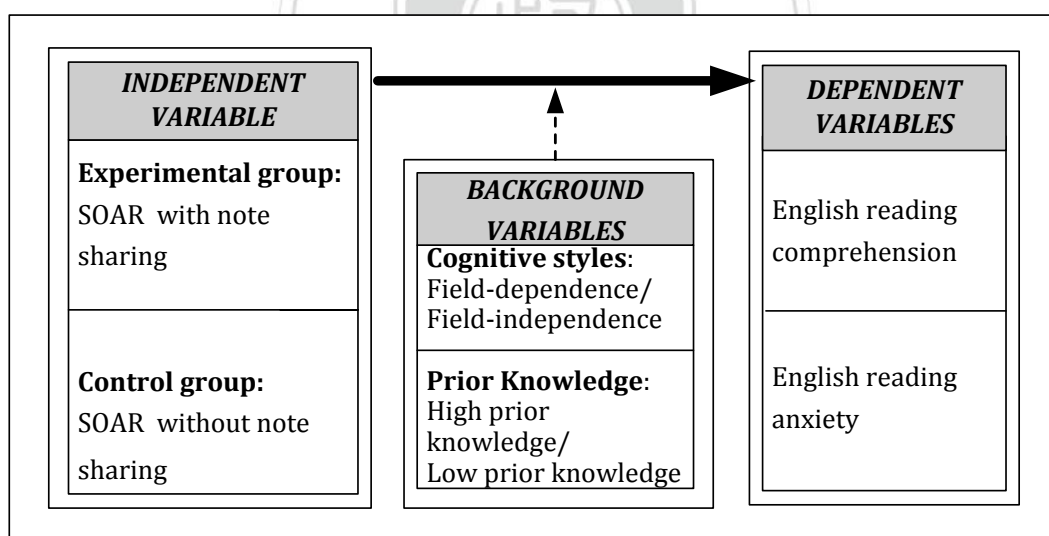 INDEPENDENT
VARIABLE
Experimental group:
SOAR with note
sharing
Control group:
SOAR without note
sharing
BACKGROUND
VARIABLES
Cognitive styles:
Field-dependence/
Field-independence
Prior Knowledge:
High prior
knowledge/
Low prior knowledge
DEPENDENT
VARIABLES
English reading
comprehension
English reading
anxiety